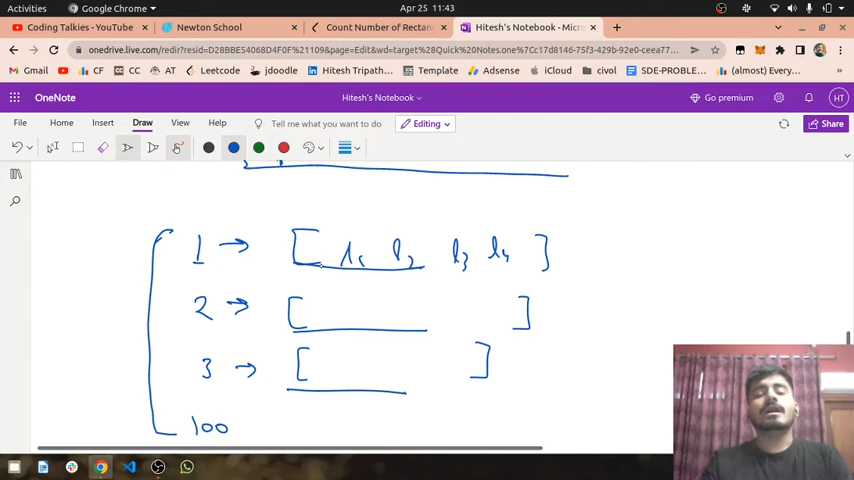 Activities
Google Chrome
Apr 25 11:43
Coding Talkies - YouTube
Newton School
Count Number of Rectan
Hitesh's Notebook - Micro
onedrive.live.com/redir?resid=D28BBE54068D4F0F%21109&page=Edit&wd=target%28Quick%20Notes.one%7Cc17d8146-75f3-429b-92e0-ceea77...
Gmail
CF
CC
AT
Leetcode
jdoodle
Hitesh Tripath...
Template
Adsense
iCloud
civol
SDE-PROBLE...
(almost) Every...
OneNote
Hitesh's Notebook
Go premium
HT
File
Home
Insert
Draw
View
Help
Tell me what you want to do
Editing
Share
1 → [ l1 l2 l3 l4 ]
2 → [ ]
3 → [ ]
100